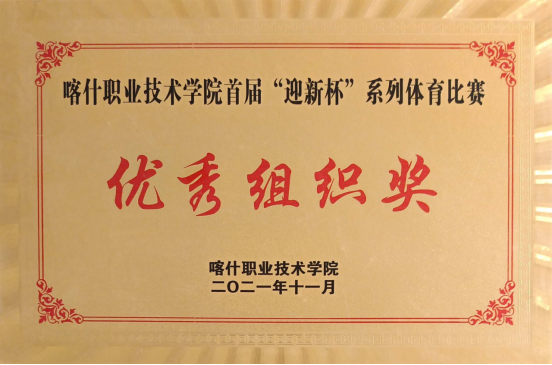 喀什职业技术学院首届“迎新杯”系列体育比赛
优秀组织奖
喀什职业技术学院
二〇二一年十一月